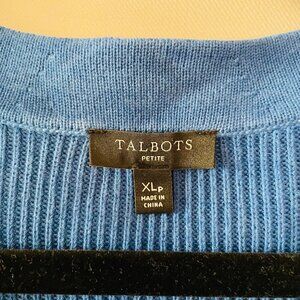 TALBOTS
PETITE
XLP
MADE IN
CHINA